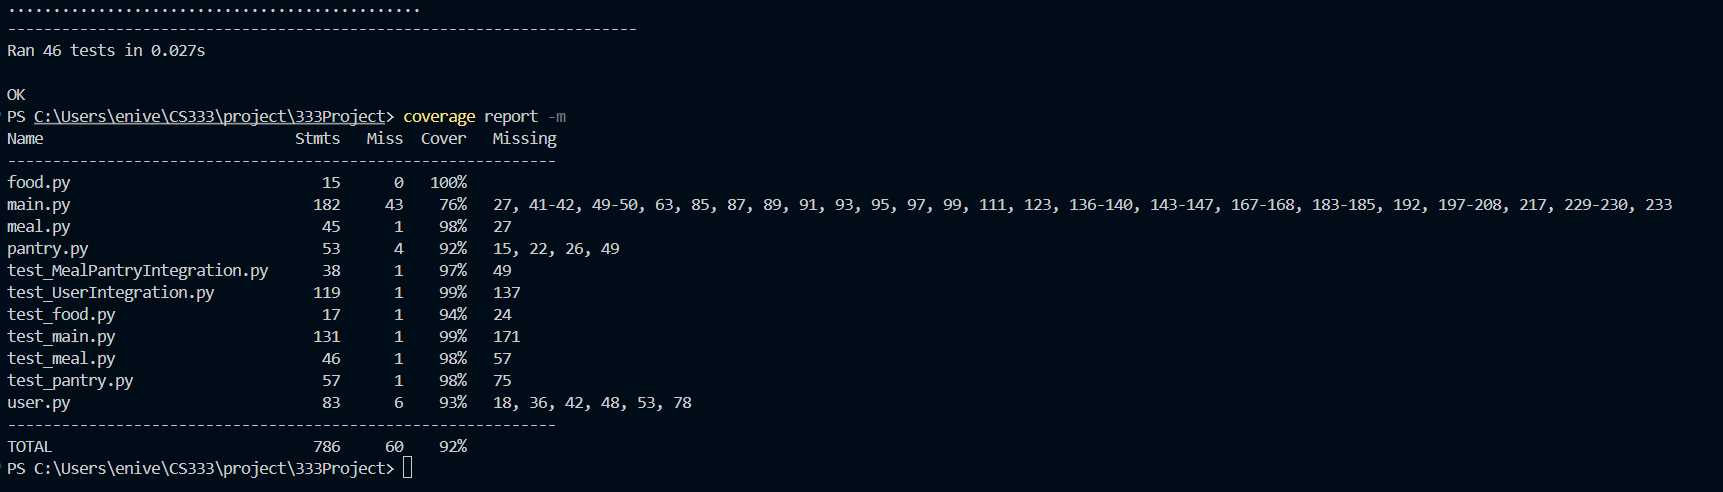 ..............................................
----------------------------------------------------------------------
Ran 46 tests in 0.027s

OK
PS C:\Users\enive\CS333\project\333Project> coverage report -m
Name                            Stmts   Miss  Cover   Missing
-------------------------------------------------------------
food.py                            15      0   100%
main.py                           182     43    76%   27, 41-42, 49-50, 63, 85, 87, 89, 91, 93, 95, 97, 99, 111, 123, 136-140, 143-147, 167-168, 183-185, 192, 197-208, 217, 229-230, 233
meal.py                            45      1    98%   27
pantry.py                          53      4    92%   15, 22, 26, 49
test_MealPantryIntegration.py      38      1    97%   49
test_UserIntegration.py           119      1    99%   137
test_food.py                       17      1    94%   24
test_main.py                      131      1    99%   171
test_meal.py                       46      1    98%   57
test_pantry.py                     57      1    98%   75
user.py                            83      6    93%   18, 36, 42, 48, 53, 78
-------------------------------------------------------------
TOTAL                             786     60    92%
PS C:\Users\enive\CS333\project\333Project>